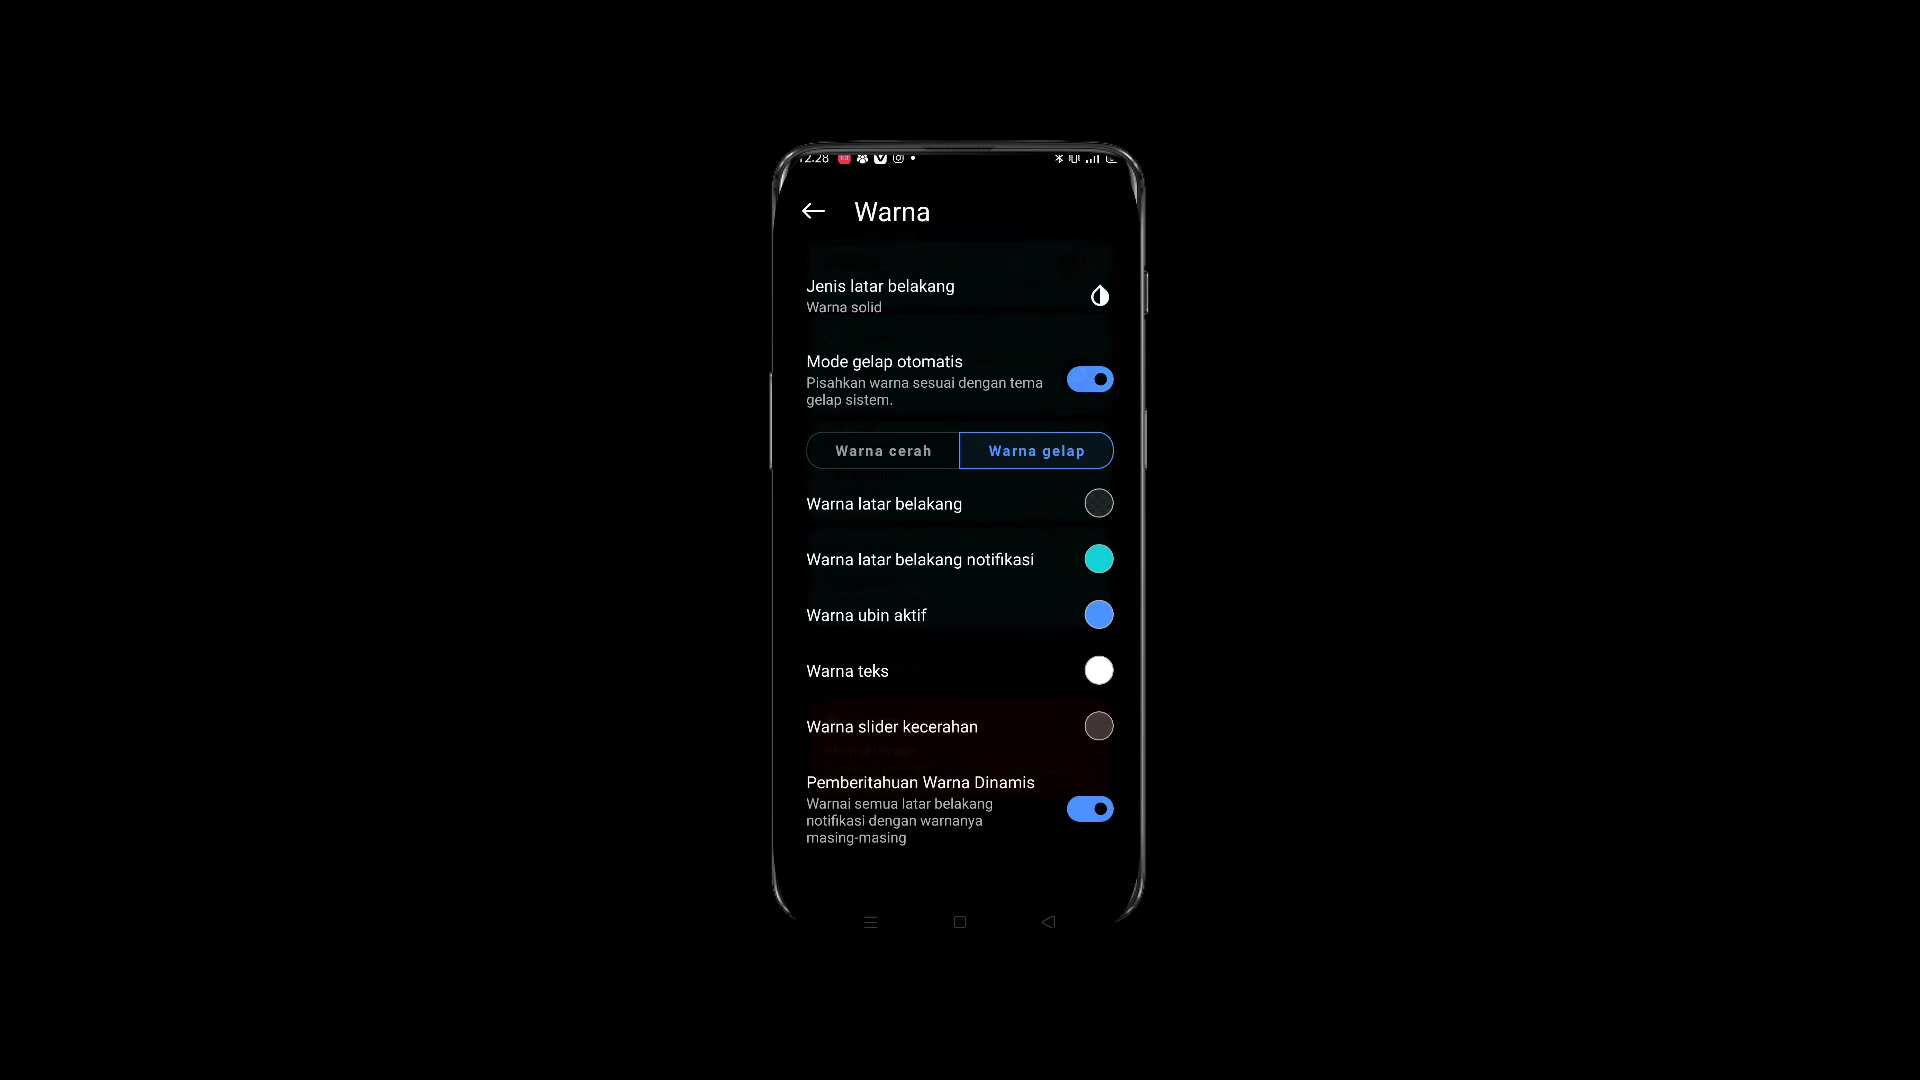 12.28
Warna
Jenis latar belakang
Warna solid
Mode gelap otomatis
Pisahkan warna sesuai dengan tema
gelap sistem.
Warna cerah
Warna gelap
Warna latar belakang
Warna latar belakang notifikasi
Warna ubin aktif
Warna teks
Warna slider kecerahan
Pemberitahuan Warna Dinamis
Warnai semua latar belakang
notifikasi dengan warnanya
masing-masing